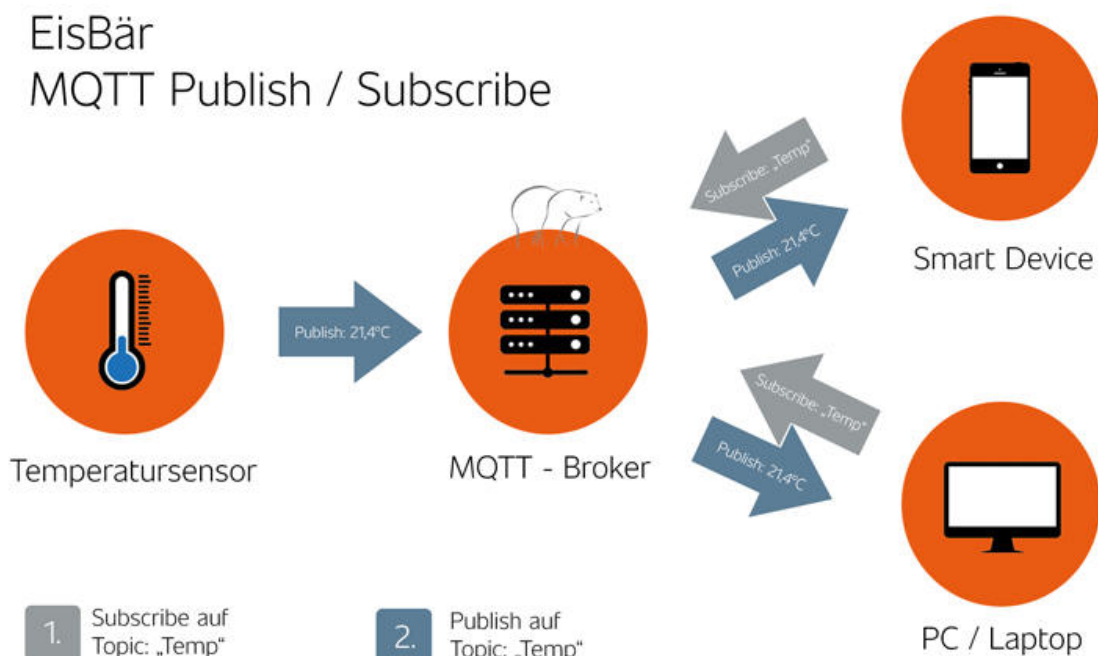 EisBär
MQTT Publish / Subscribe
Subscribe: „Temp“
Publish: 21,4°C
Smart Device
Publish: 21,4°C
Subscribe: „Temp“
Publish: 21,4°C
Temperatursensor
MQTT - Broker
PC / Laptop
1.
Subscribe auf
Topic: „Temp“
2.
Publish auf
Topic: „Temp“